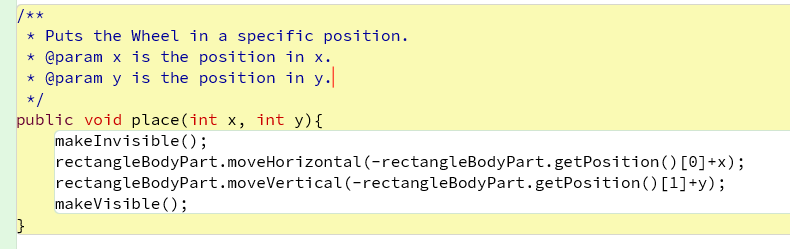 /**
 * Puts the Wheel in a specific position.
 * @param x is the position in x.
 * @param y is the position in y.
 */
public void place(int x, int y){
    makeInvisible();
    rectangleBodyPart.moveHorizontal(-rectangleBodyPart.getPosition()[0]+x);
    rectangleBodyPart.moveVertical(-rectangleBodyPart.getPosition()[1]+y);
    makeVisible();
}